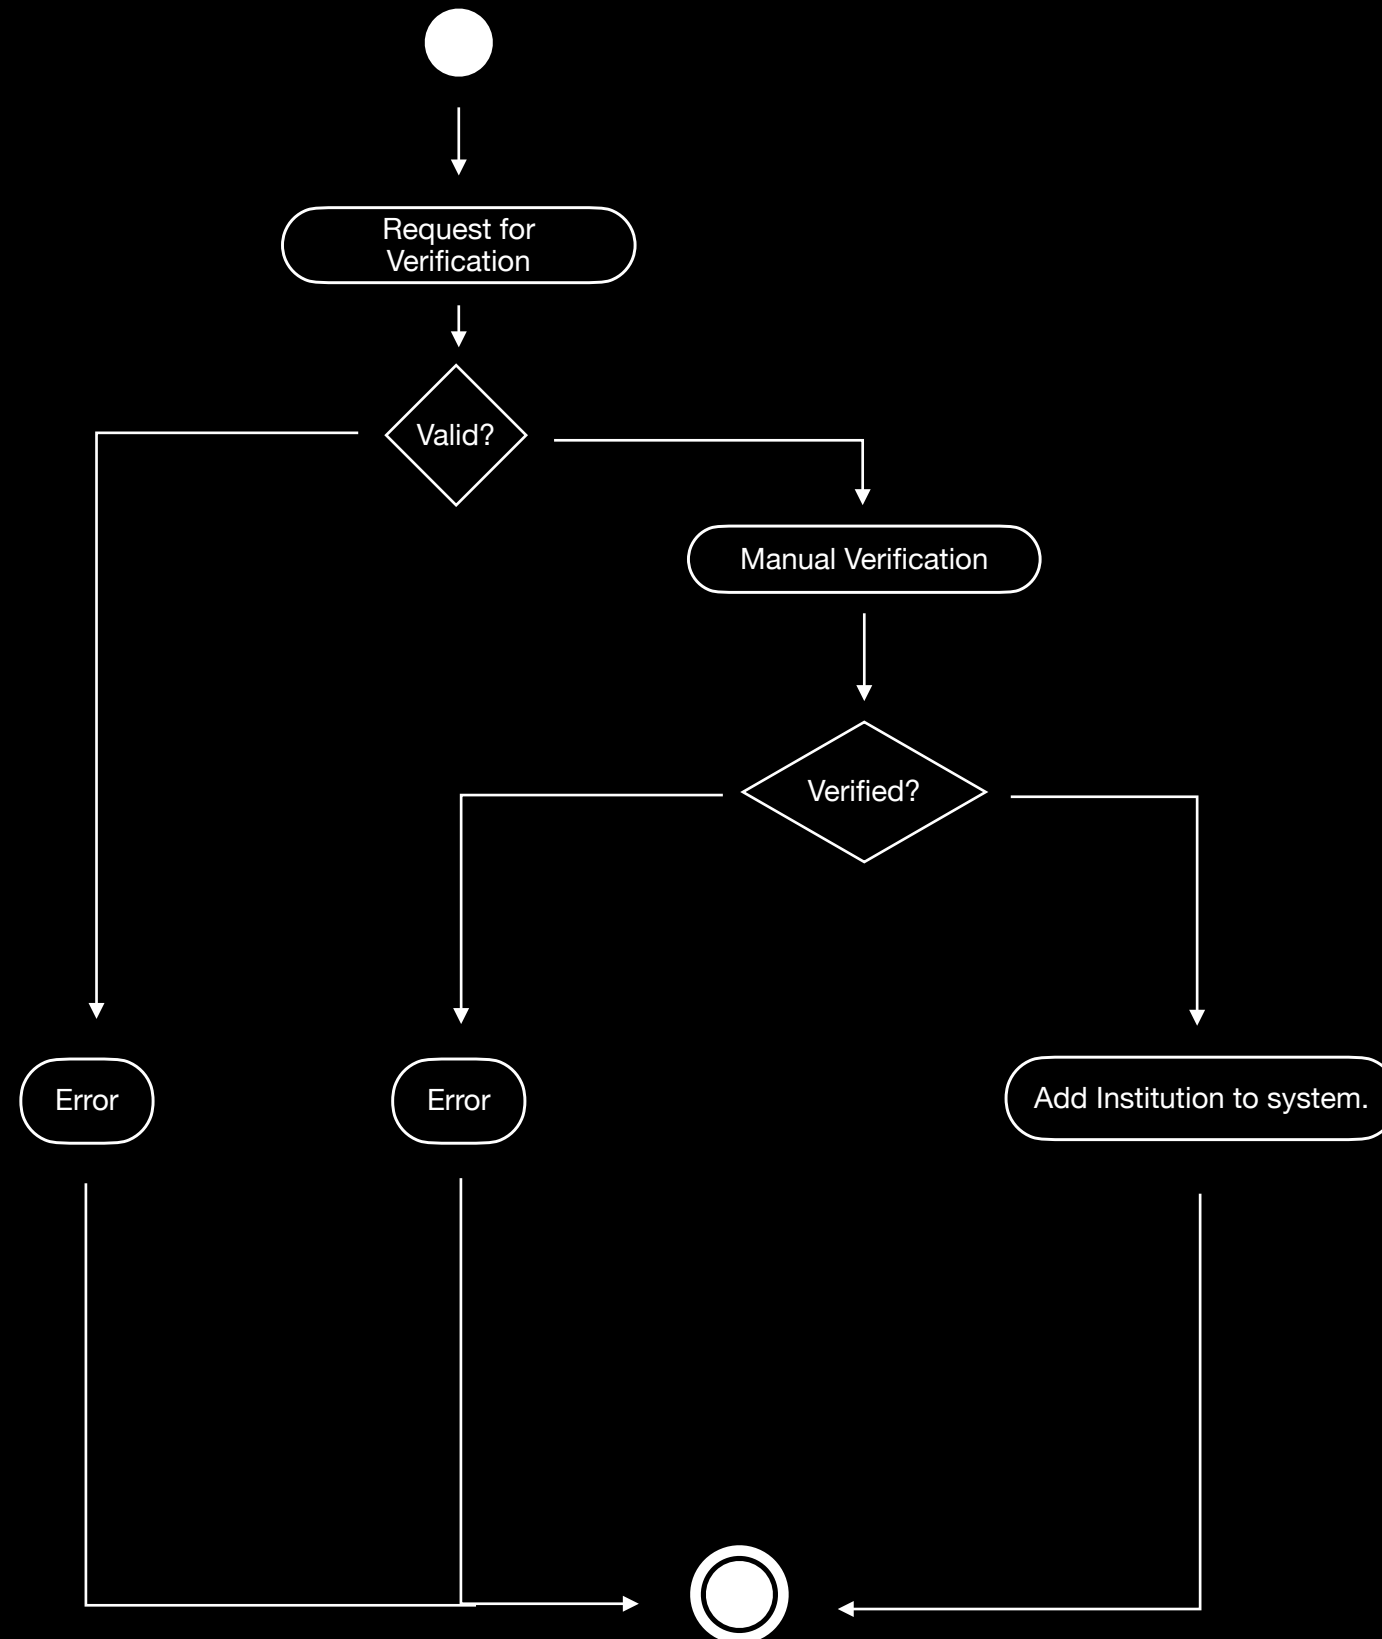 Request for
Verification
Valid?
Manual Verification
Verified?
Error
Error
Add Institution to system.